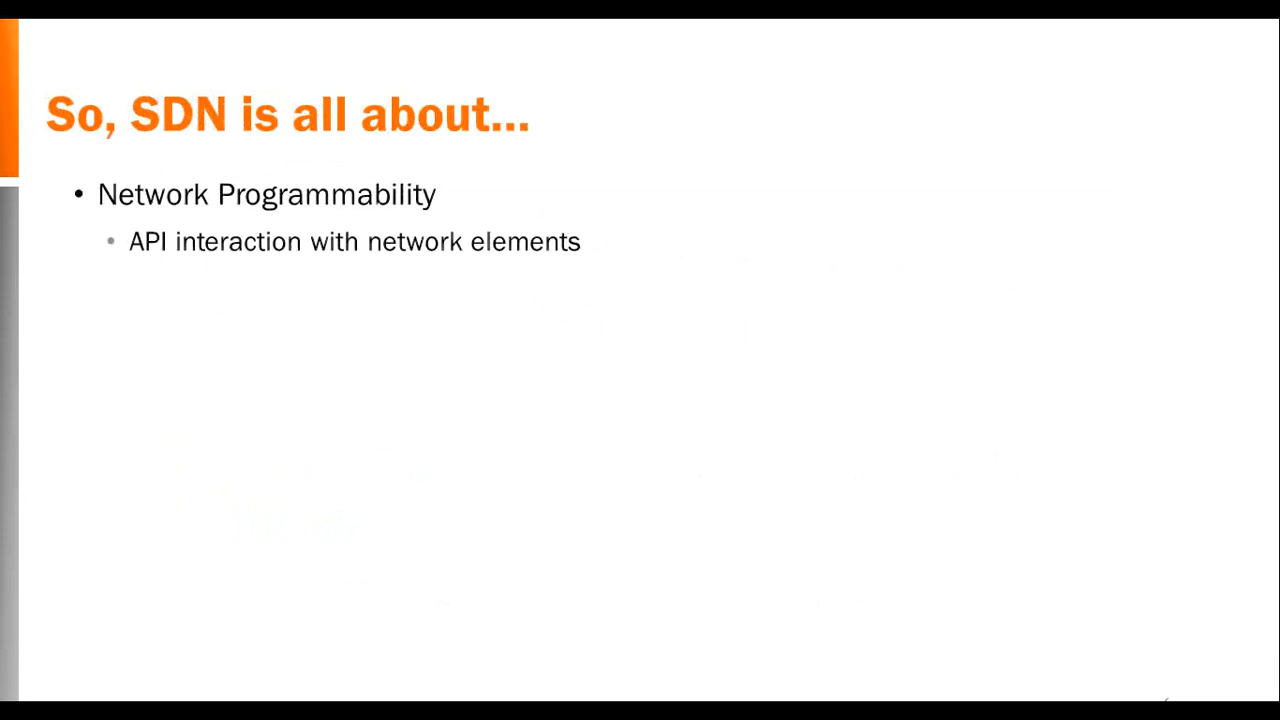 So, SDN is all about...
• Network Programmability
• API interaction with network elements